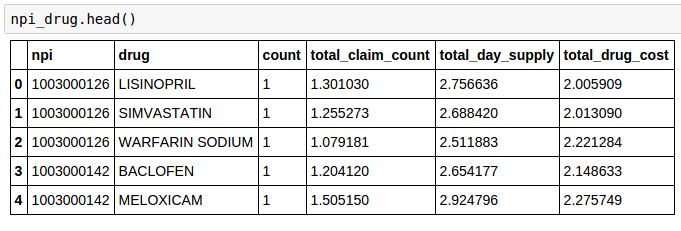 npi_drug.head()
npi drug count total_claim_count total_day_supply total_drug_cost
0 1003000126 LISINOPRIL 1 1.301030 2.756636 2.005909
1 1003000126 SIMVASTATIN 1 1.255273 2.688420 2.013090
2 1003000126 WARFARIN SODIUM 1 1.079181 2.511883 2.221284
3 1003000142 BACLOFEN 1 1.204120 2.654177 2.148633
4 1003000142 MELOXICAM 1 1.505150 2.924796 2.275749